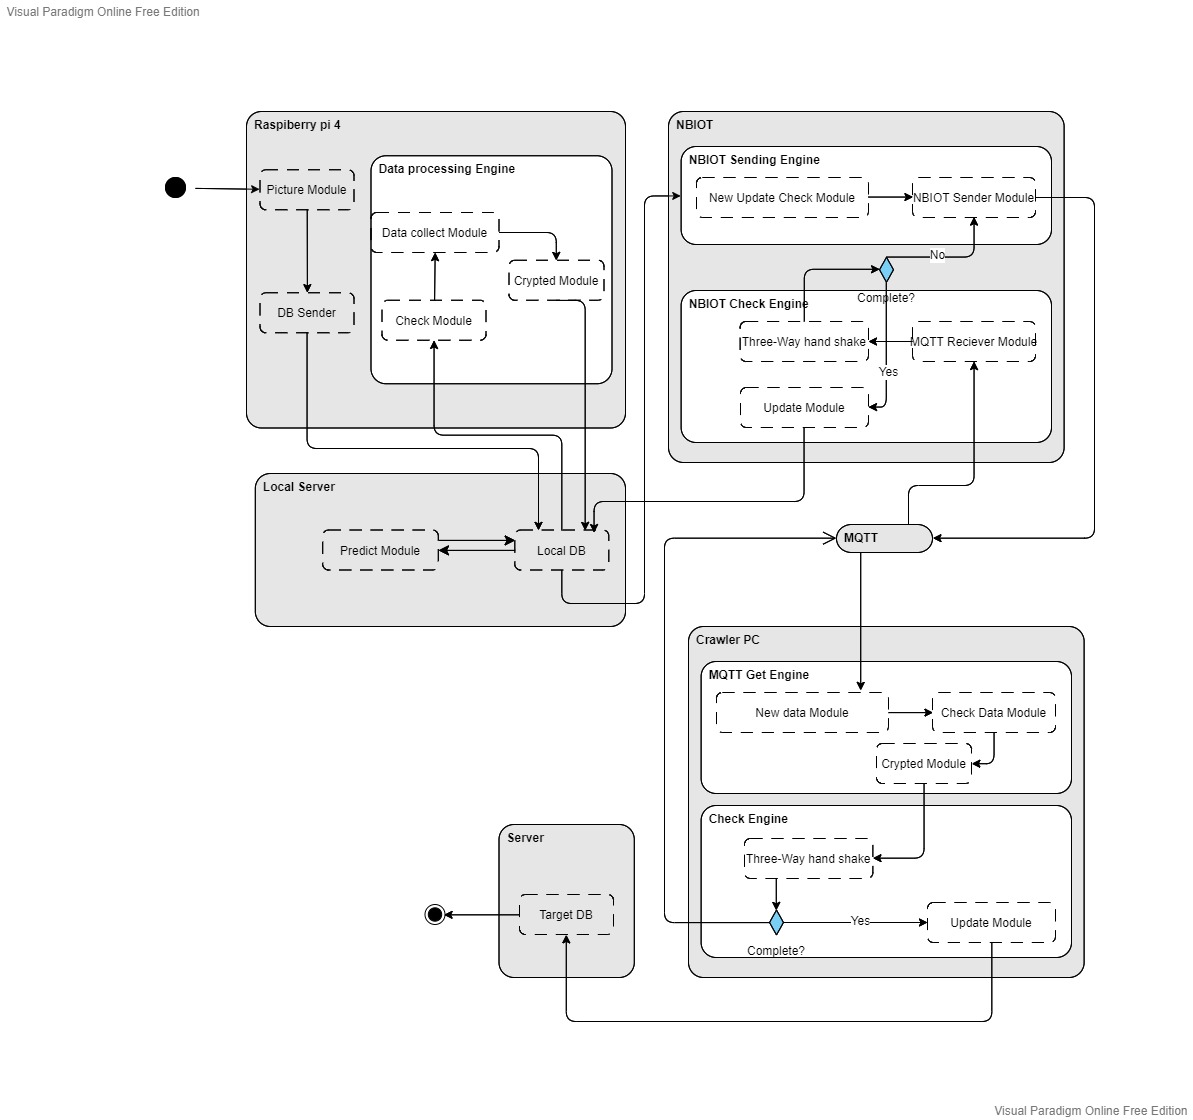 Visual Paradigm Online Free Edition
Raspiberry pi 4
Picture Module
DB Sender
Data processing Engine
Data collect Module
Crypted Module
Check Module
NBIOT
NBIOT Sending Engine
New Update Check Module
NBIOT Sender Module
No
Complete?
NBIOT Check Engine
Three-Way hand shake
MQTT Reciever Module
Yes
Update Module
Local Server
Predict Module
Local DB
MQTT
Crawler PC
MQTT Get Engine
New data Module
Check Data Module
Crypted Module
Check Engine
Three-Way hand shake
Yes
Update Module
Complete?
Server
Target DB
Visual Paradigm Online Free Edition